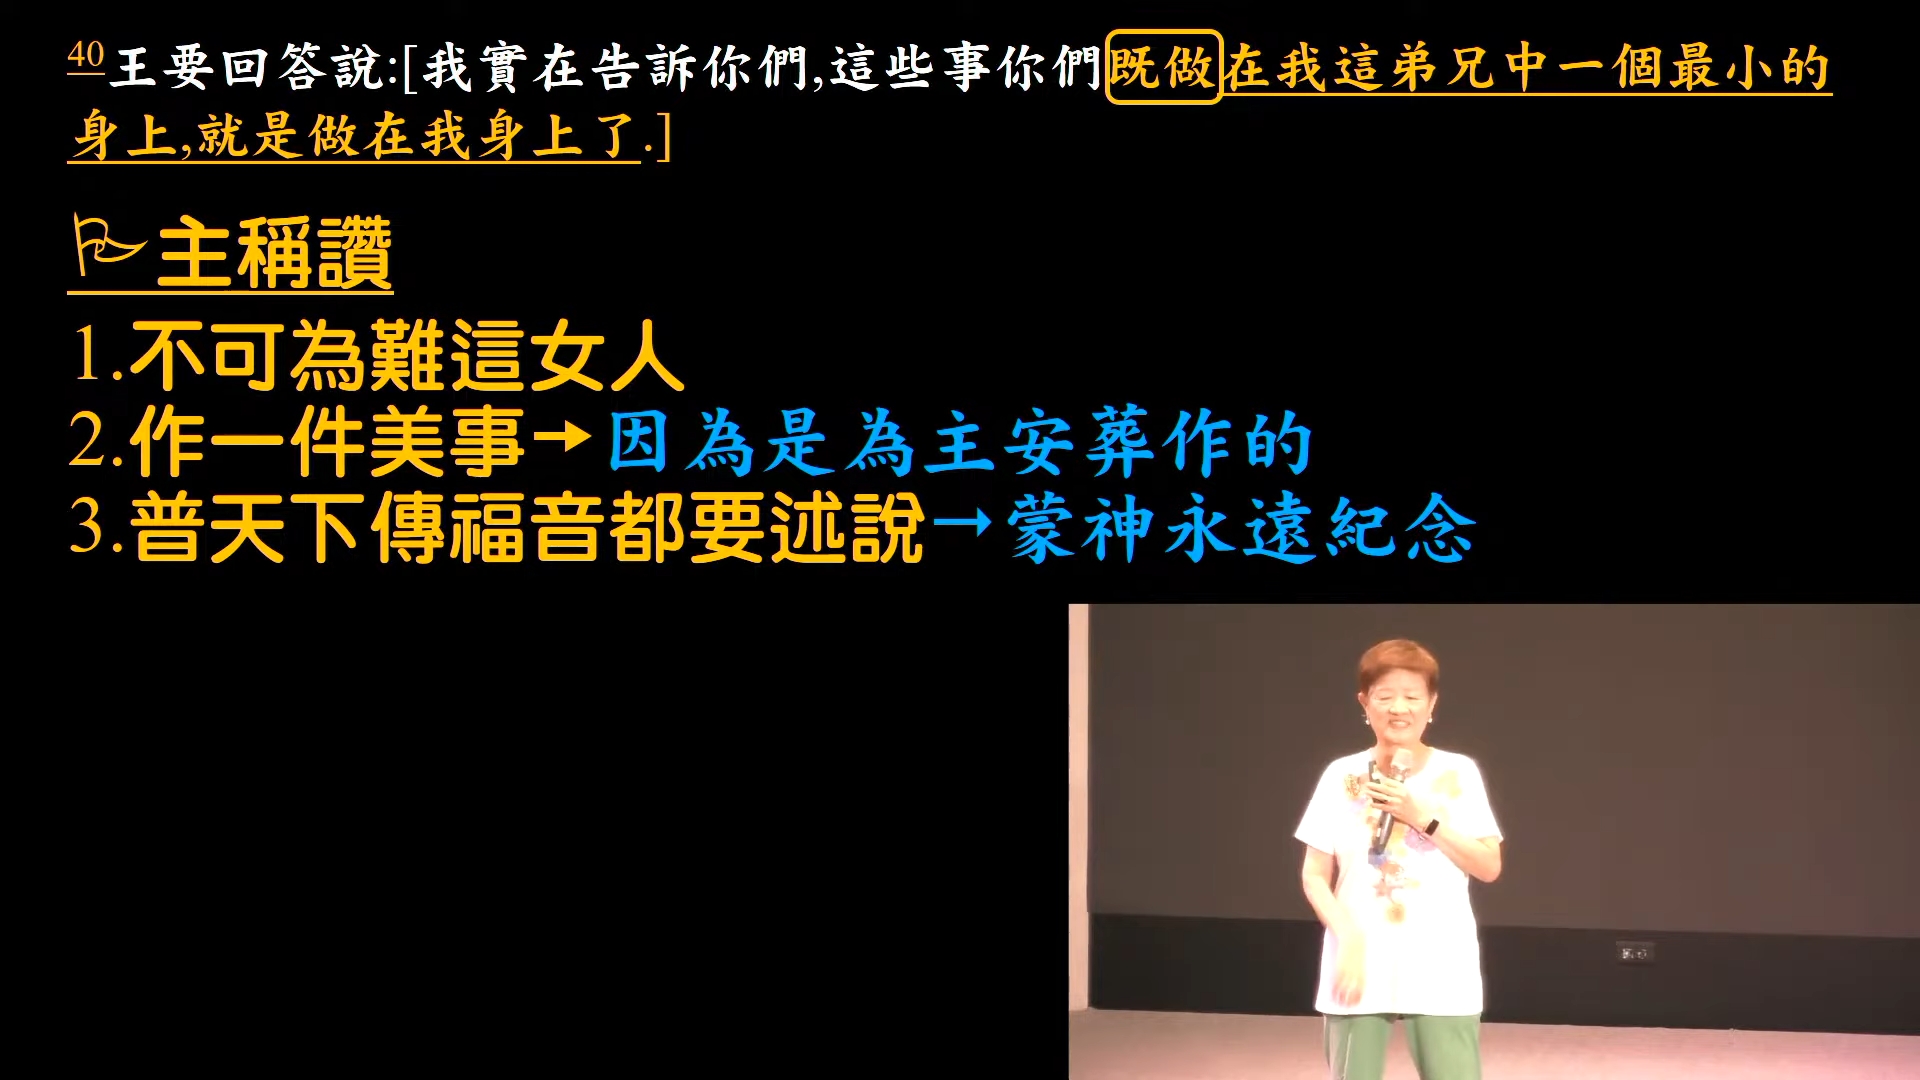 40王要回答說:[我實在告訴你們,這些事你們既做在我這弟兄中一個最小的
身上,就是做在我身上了.]
主稱讚
1.不可為難這女人
2.作一件美事→因為是為主安葬作的
3.普天下傳福音都要述說→蒙神永遠紀念